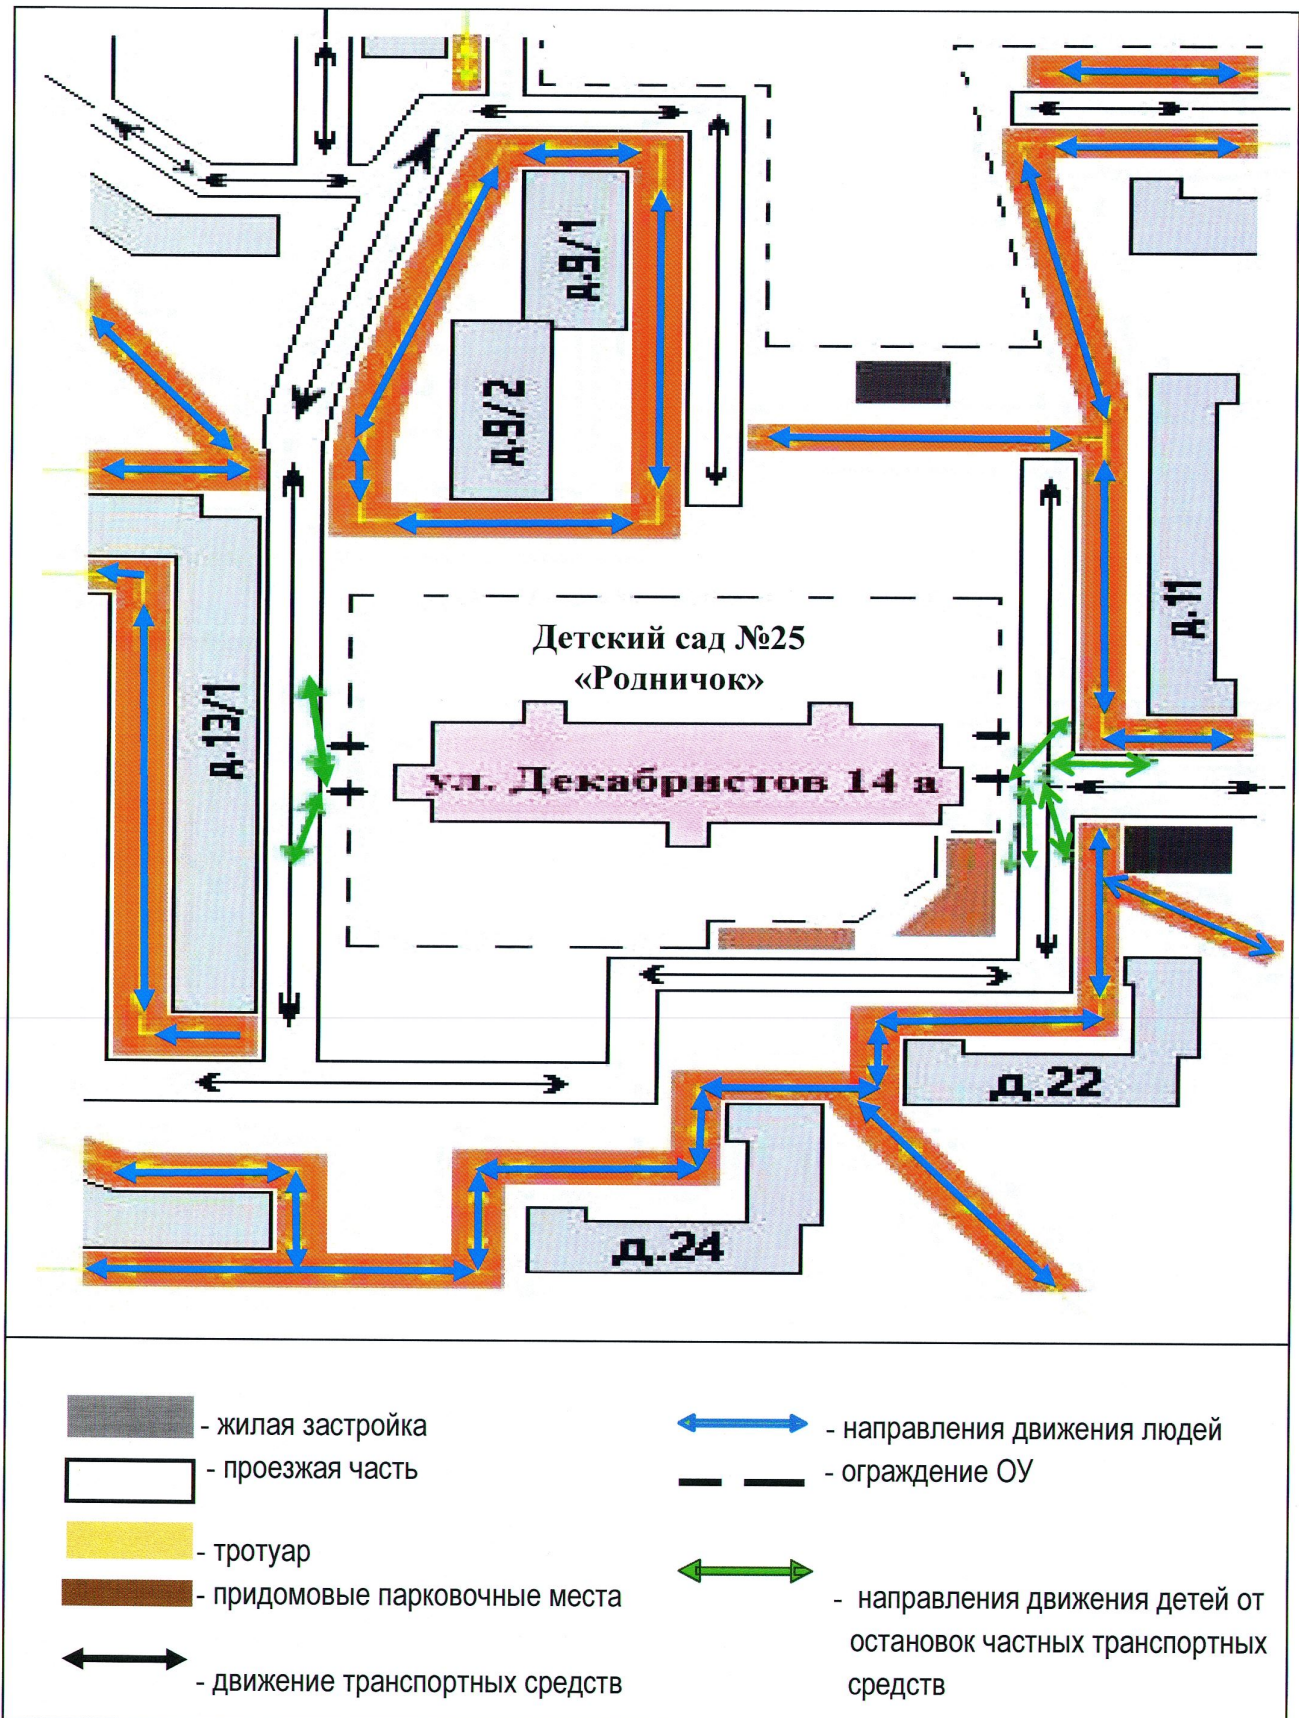 д.9/1
д.9/2
д.11
Детский сад №25
«Родничок»
д.13/1
ул. Декабристов 14 а
д.22
д.24
- жилая застройка
- проезжая часть
- тротуар
- придомовые парковочные места
- движение транспортных средств
- направления движения людей
- ограждение ОУ
- направления движения детей от
остановок частных транспортных
средств